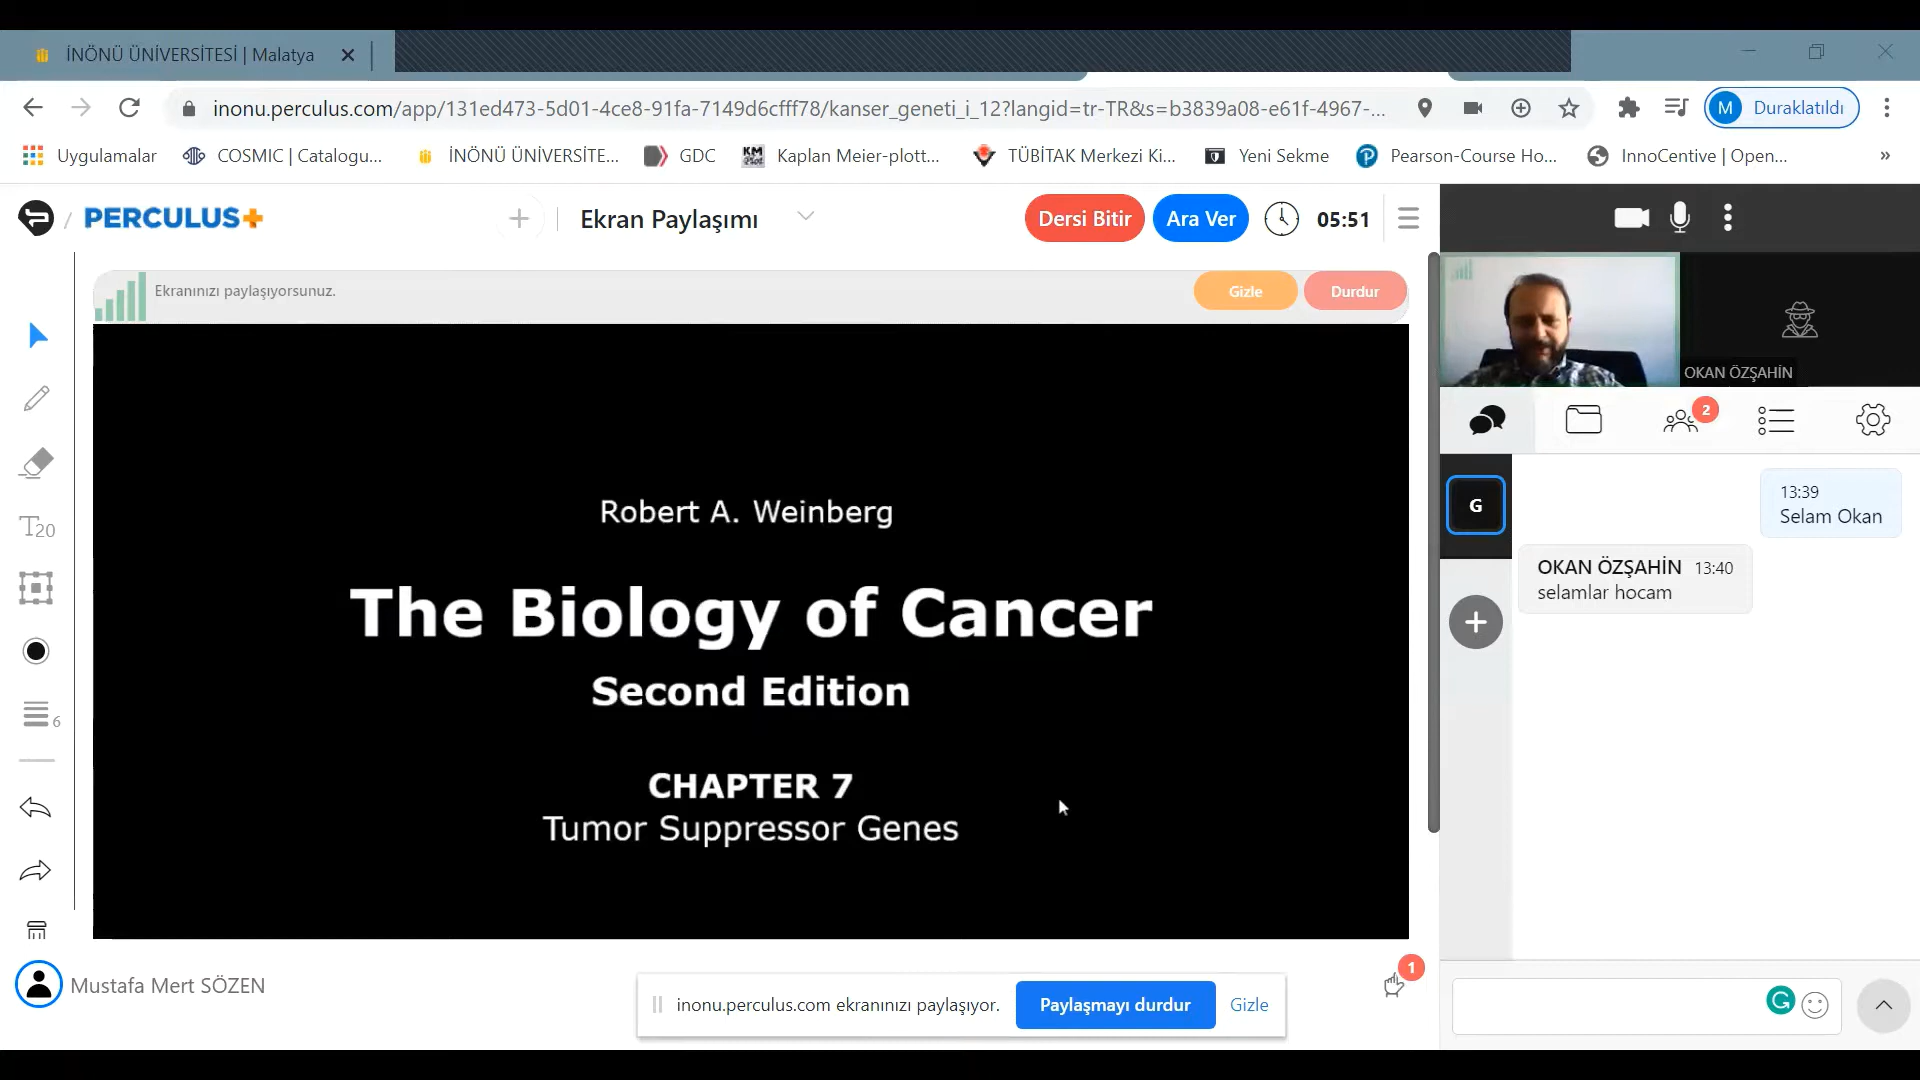 İNÖNÜ ÜNİVERSİTESİ | Malatya
inonu.perculus.com/app/131ed473-5d01-4ce8-91fa-7149d6cfff78/kanser_geneti_i_12?langid=tr-TR&s=b3839a08-e61f-4967-...
M Duraklatıldı
Uygulamalar
COSMIC | Catalogu...
İNÖNÜ ÜNİVERSİTE...
GDC
KM Plot
Kaplan Meier-plott...
TÜBİTAK Merkezi Ki...
Yeni Sekme
P
Pearson-Course Ho...
InnoCentive | Open...
»
/ PERCULUS+
Ekran Paylaşımı
Dersi Bitir
Ara Ver
05:51
Ekranınızı paylaşıyorsunuz.
Gizle
Durdur
OKAN ÖZŞAHİN
2
T20
6
Robert A. Weinberg
The Biology of Cancer
Second Edition
CHAPTER 7
Tumor Suppressor Genes
G
13:39
Selam Okan
OKAN ÖZŞAHİN 13:40
selamlar hocam
Mustafa Mert SÖZEN
inonu.perculus.com ekranınızı paylaşıyor.
Paylaşmayı durdur
Gizle
1
G